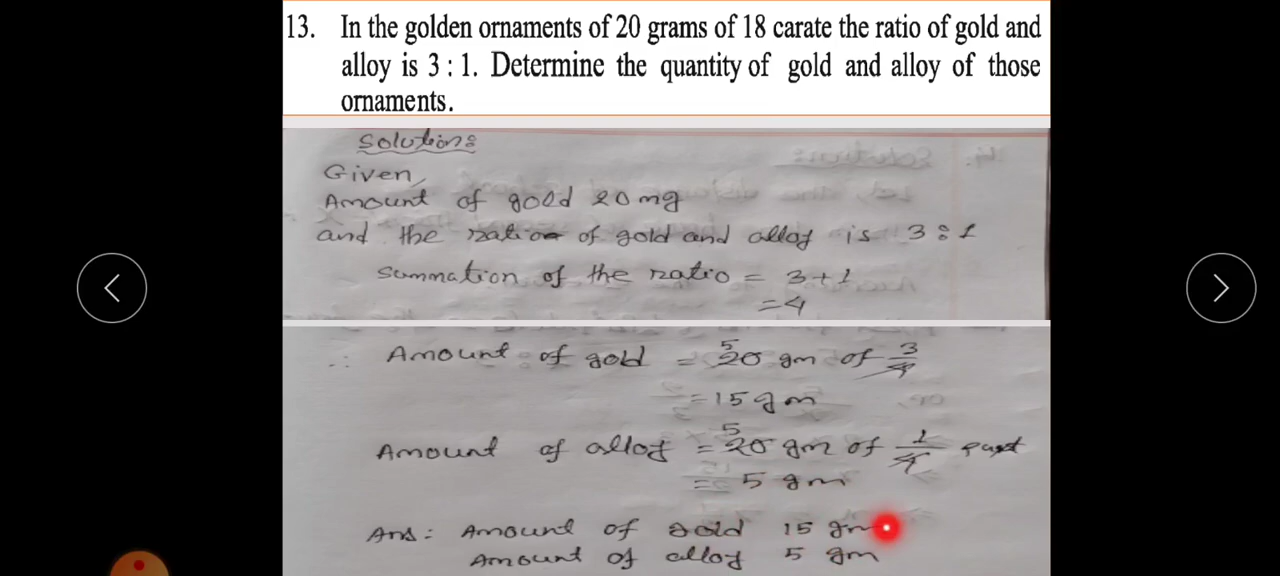 13. In the golden ornaments of 20 grams of 18 carate the ratio of gold and
alloy is 3 : 1. Determine the quantity of gold and alloy of those
ornaments.
Solution:
Given,
Amount of gold 20 mg
and the ration of gold and alloy is 3 : 1
Summation of the ratio = 3+1
=4
∴ Amount of gold = 20 5 gm of 3/4
=15 gm
Amount of alloy = 20 5 gm of 1/4 part
= 5 gm
Ans: Amount of gold 15 gm
Amount of alloy 5 gm